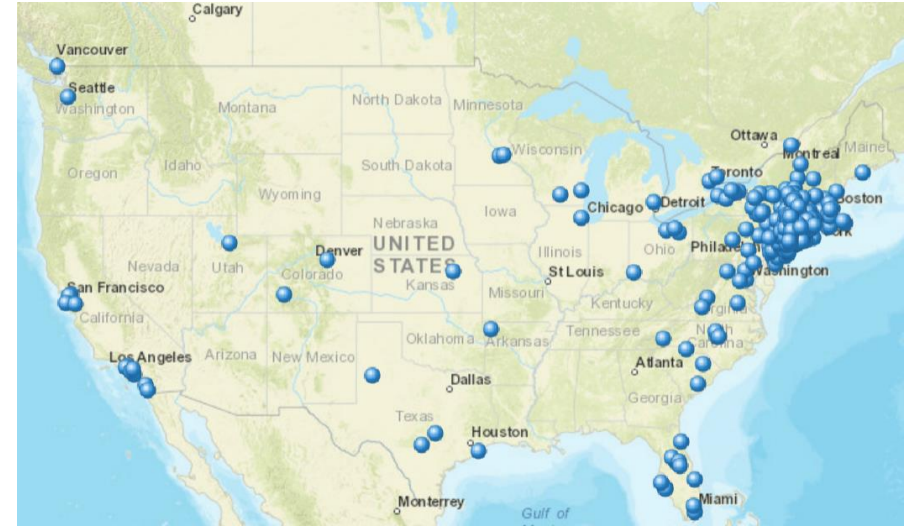 Calgary
Vancouver
Seattle
Washington
Montana
North Dakota
Minnesota
Ottawa
Montreal
Maine
Oregon
Idaho
South Dakota
Wisconsin
Toronto
Wyoming
Iowa
Chicago
Detroit
Boston
Nebraska
UNITED
STATES
Nevada
Utah
Denver
Colorado
Kansas
Illinois
Ohio
Washington
San Francisco
California
Missouri
St Louis
Kentucky
Los Angeles
Arizona
New Mexico
Oklahoma
Arkansas
Tennessee
North
Carolina
Dallas
Atlanta
Texas
Georgia
Houston
Monterrey
Miami
Gulf of